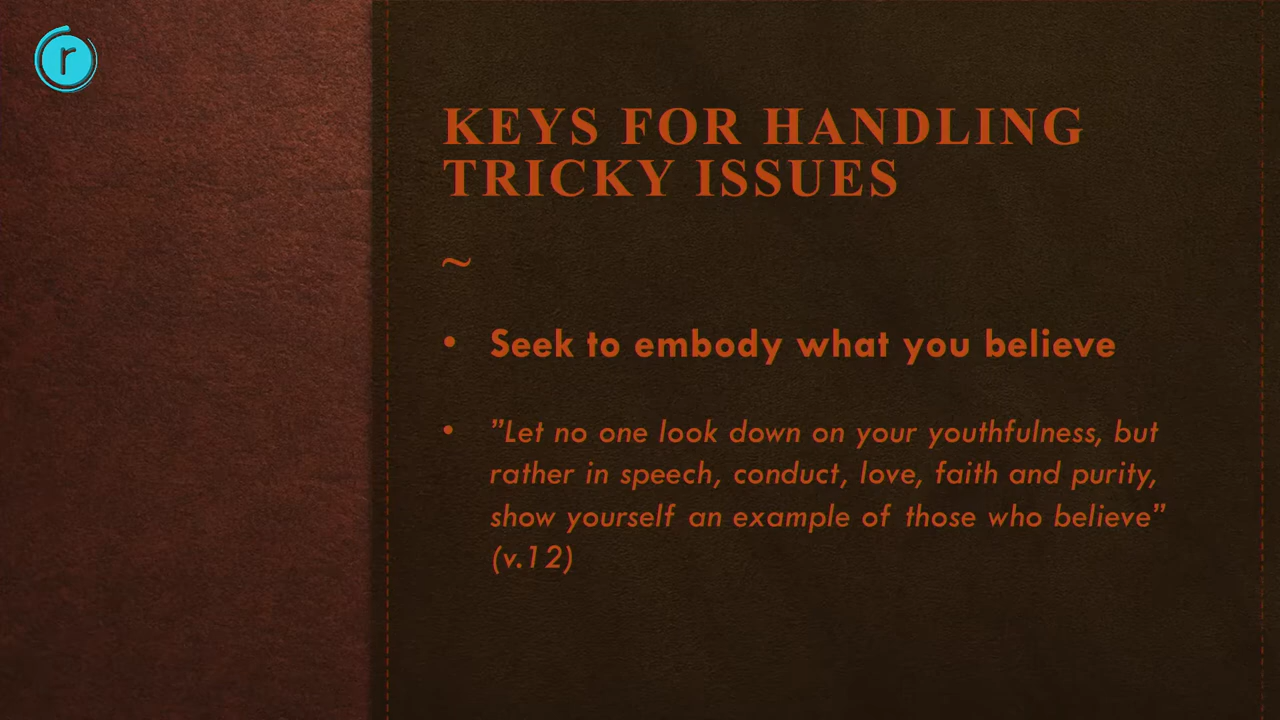 r
KEYS FOR HANDLING
TRICKY ISSUES
~
• Seek to embody what you believe
• ”Let no one look down on your youthfulness, but
rather in speech, conduct, love, faith and purity,
show yourself an example of those who believe”
(v.12)